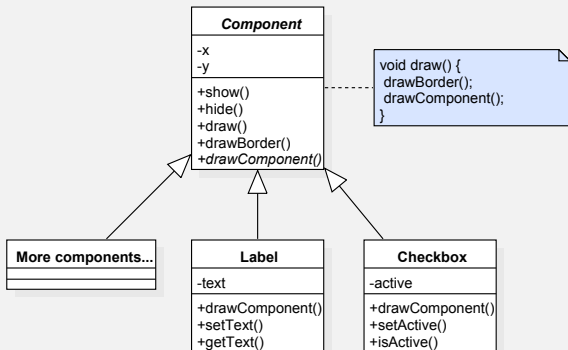 Component
-x
-y
+show()
+hide()
+draw()
+drawBorder()
+drawComponent()
void draw() {
drawBorder();
drawComponent();
}
More components...
Label
-text
+drawComponent()
+setText()
+getText()
Checkbox
-active
+drawComponent()
+setActive()
+isActive()